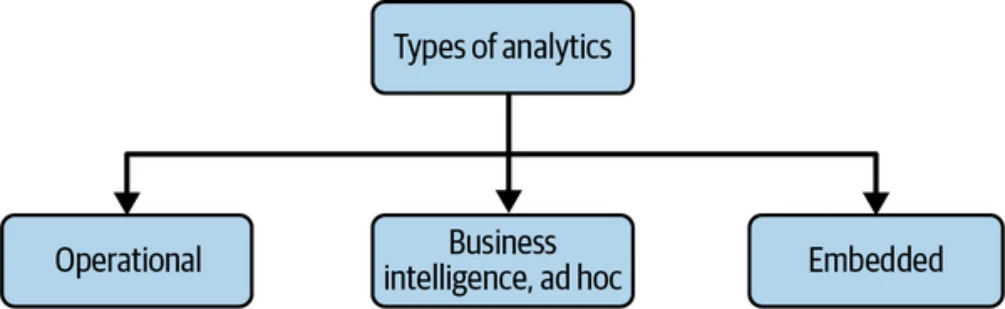 Types of analytics
Operational
Business
intelligence, ad hoc
Embedded